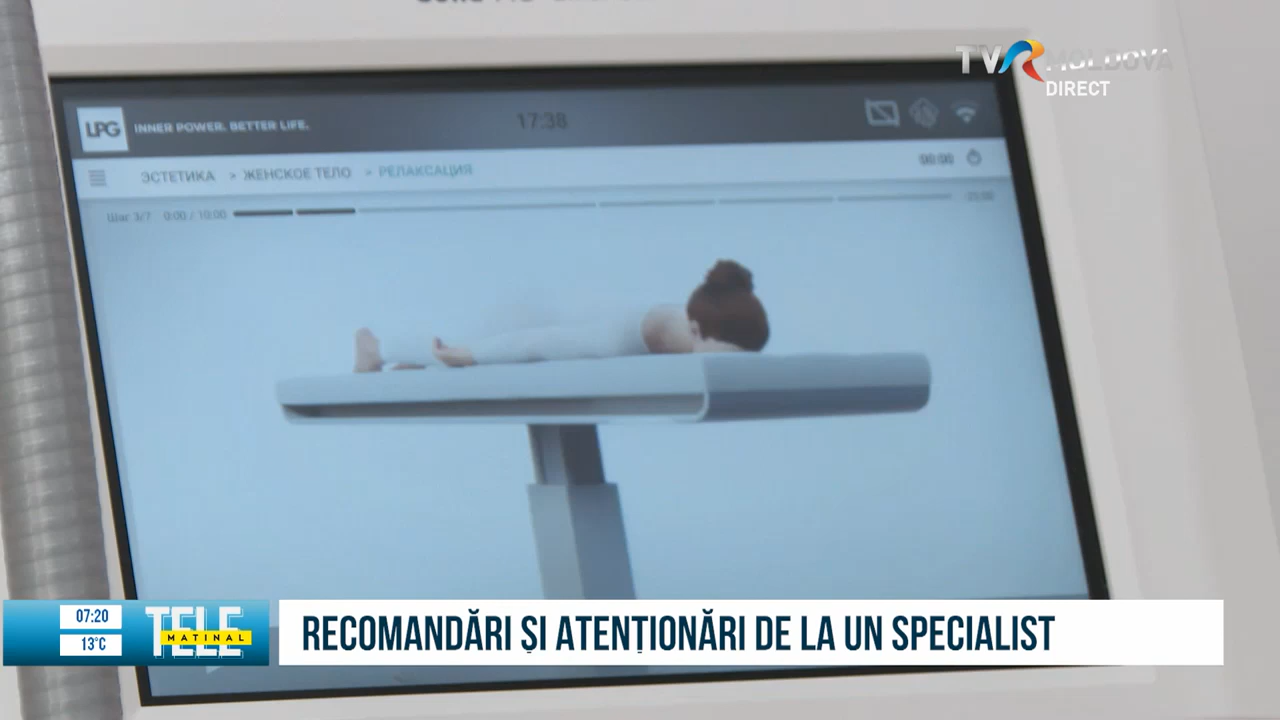 TVR MOLDOVA
DIRECT
LPG INNER POWER. BETTER LIFE.
17:38
ЭСТЕТИКА > ЖЕНСКОЕ ТЕЛО > РЕЛАКСАЦИЯ
00:00
Шаг 3/7 0:00 / 10:00
07:20
13°C
TELE
MATINAL
RECOMANDĂRI ȘI ATENȚIONĂRI DE LA UN SPECIALIST